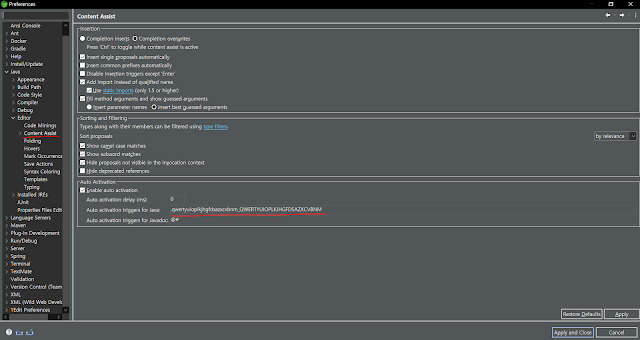 Preferences
Content Assist
Ansi Console
Ant
Docker
Gradle
Help
Install/Update
Java
Appearance
Build Path
Code Style
Compiler
Debug
Editor
Code Minings
Content Assist
Folding
Hovers
Mark Occurrence
Save Actions
Syntax Coloring
Templates
Typing
Installed JREs
JUnit
Properties Files Edit
Language Servers
Maven
Plug-in Development
Run/Debug
Server
Spring
Terminal
TextMate
Validation
Version Control (Team
XML
XML (Wild Web Develo
YEdit Preferences
Insertion
Completion inserts Completion overwrites
Press 'Ctrl' to toggle while content assist is active
Insert single proposals automatically
Insert common prefixes automatically
Disable insertion triggers except 'Enter'
Add import instead of qualified name
Use static imports (only 1.5 or higher)
Fill method arguments and show guessed arguments
Insert parameter names Insert best guessed arguments
Sorting and Filtering
Types along with their members can be filtered using type filters.
Sort proposals by relevance
Show camel case matches
Show subword matches
Hide proposals not visible in the invocation context
Hide deprecated references
Auto Activation
Enable auto activation
Auto activation delay (ms): 0
Auto activation triggers for Java: .qwertyuioplkjhgfdsazxcvbnm_QWERTYUIOPLKJHGFDSAZXCVBNM
Auto activation triggers for Javadoc: @#
Restore Defaults Apply
Apply and Close Cancel